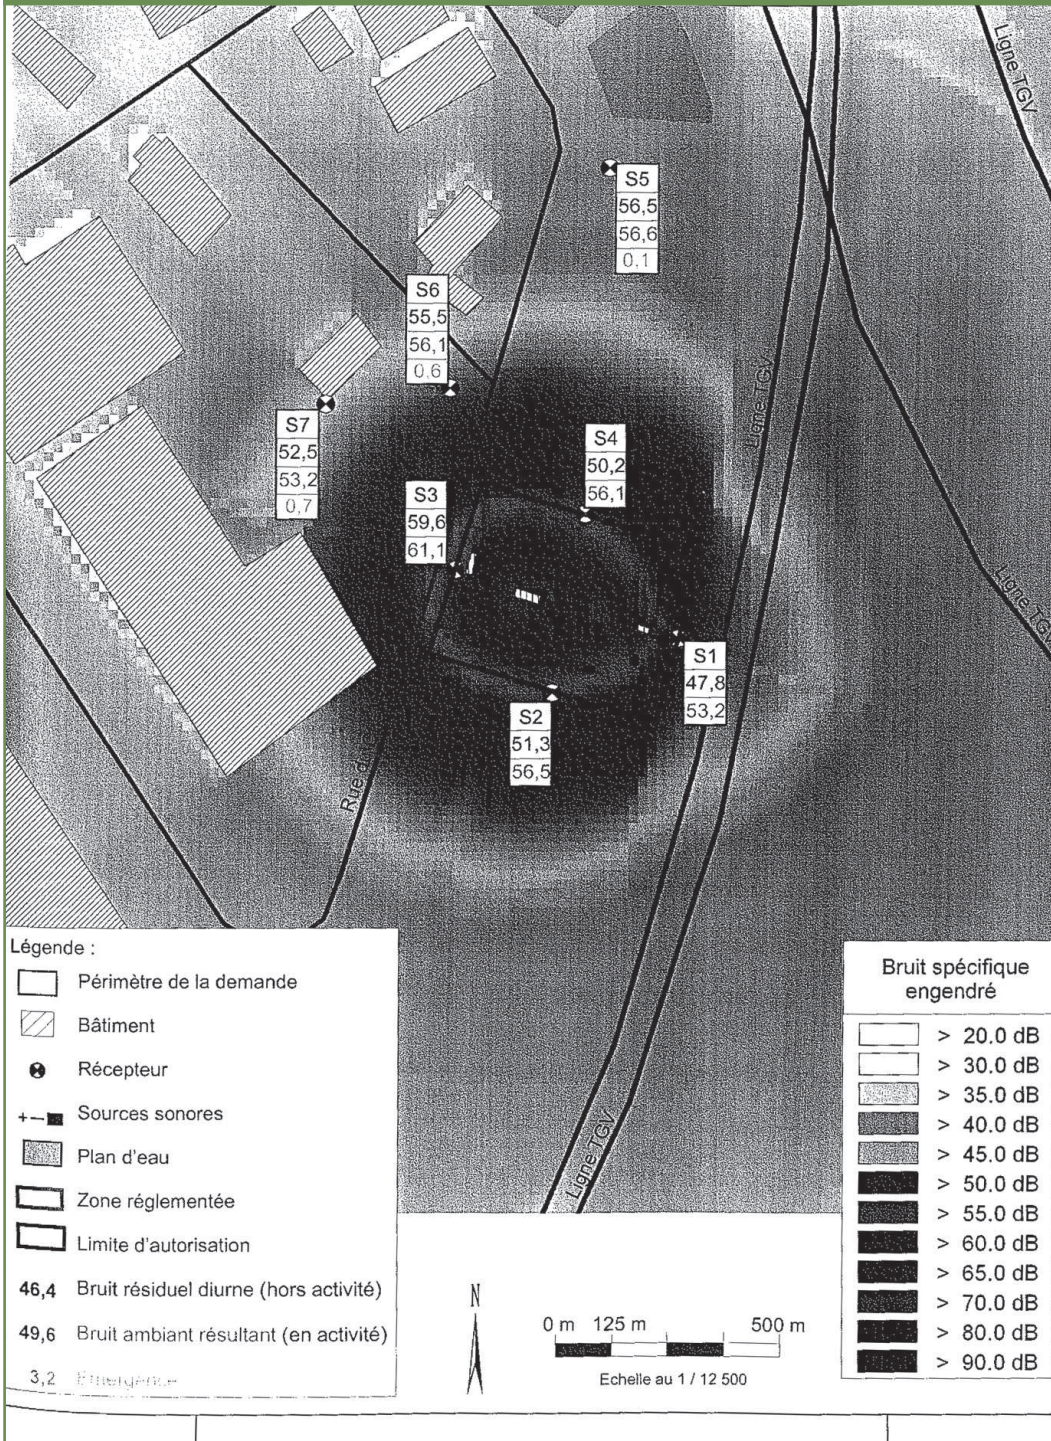 Ligne TGV
S5
56,5
56,6
0,1
S6
55,5
56,1
0,6
Ligne TGV
S7
52,5
53,2
0,7
S4
50,2
56,1
S3
59,6
61,1
Ligne TGV
S1
47,8
53,2
S2
51,3
56,5
Rue d
Ligne TGV
Légende :
Périmètre de la demande
Bâtiment
Récepteur
Sources sonores
Plan d'eau
Zone réglementée
Limite d'autorisation
46,4 Bruit résiduel diurne (hors activité)
49,6 Bruit ambiant résultant (en activité)
3,2 Emergence
N
0 m 125 m 500 m
Echelle au 1 / 12 500
Bruit spécifique
engendré
> 20.0 dB
> 30.0 dB
> 35.0 dB
> 40.0 dB
> 45.0 dB
> 50.0 dB
> 55.0 dB
> 60.0 dB
> 65.0 dB
> 70.0 dB
> 80.0 dB
> 90.0 dB